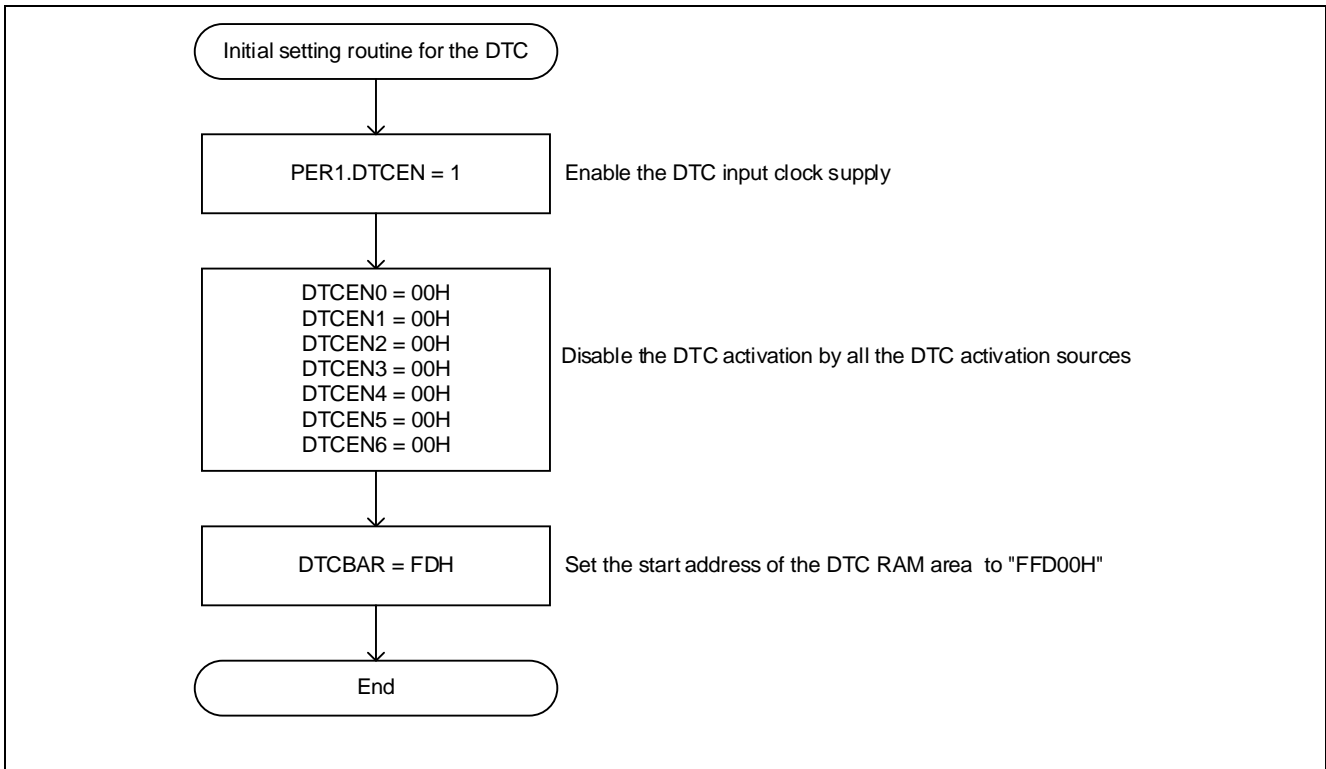 Initial setting routine for the DTC
PER1.DTCEN = 1
Enable the DTC input clock supply
DTCEN0 = 00H
DTCEN1 = 00H
DTCEN2 = 00H
DTCEN3 = 00H
DTCEN4 = 00H
DTCEN5 = 00H
DTCEN6 = 00H
Disable the DTC activation by all the DTC activation sources
DTCBAR = FDH
Set the start address of the DTC RAM area to "FFD00H"
End